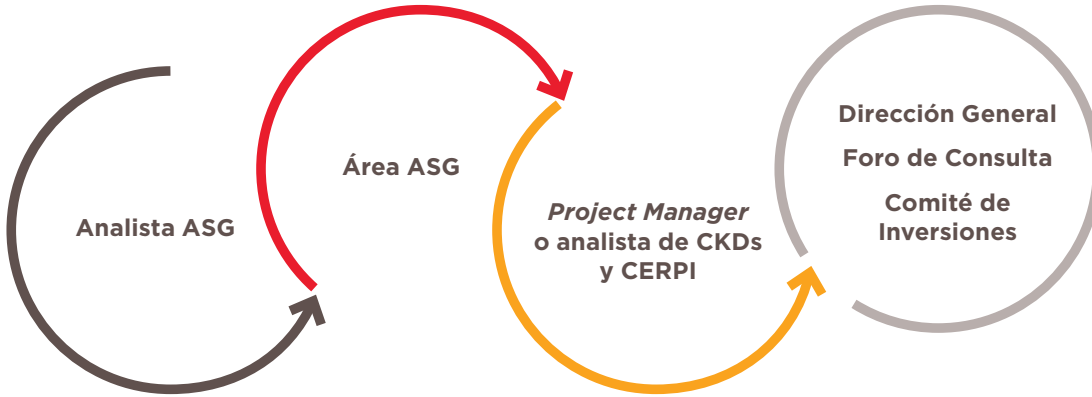 Analista ASG
Área ASG
Project Manager
o analista de CKDs
y CERPI
Dirección General
Foro de Consulta
Comité de
Inversiones